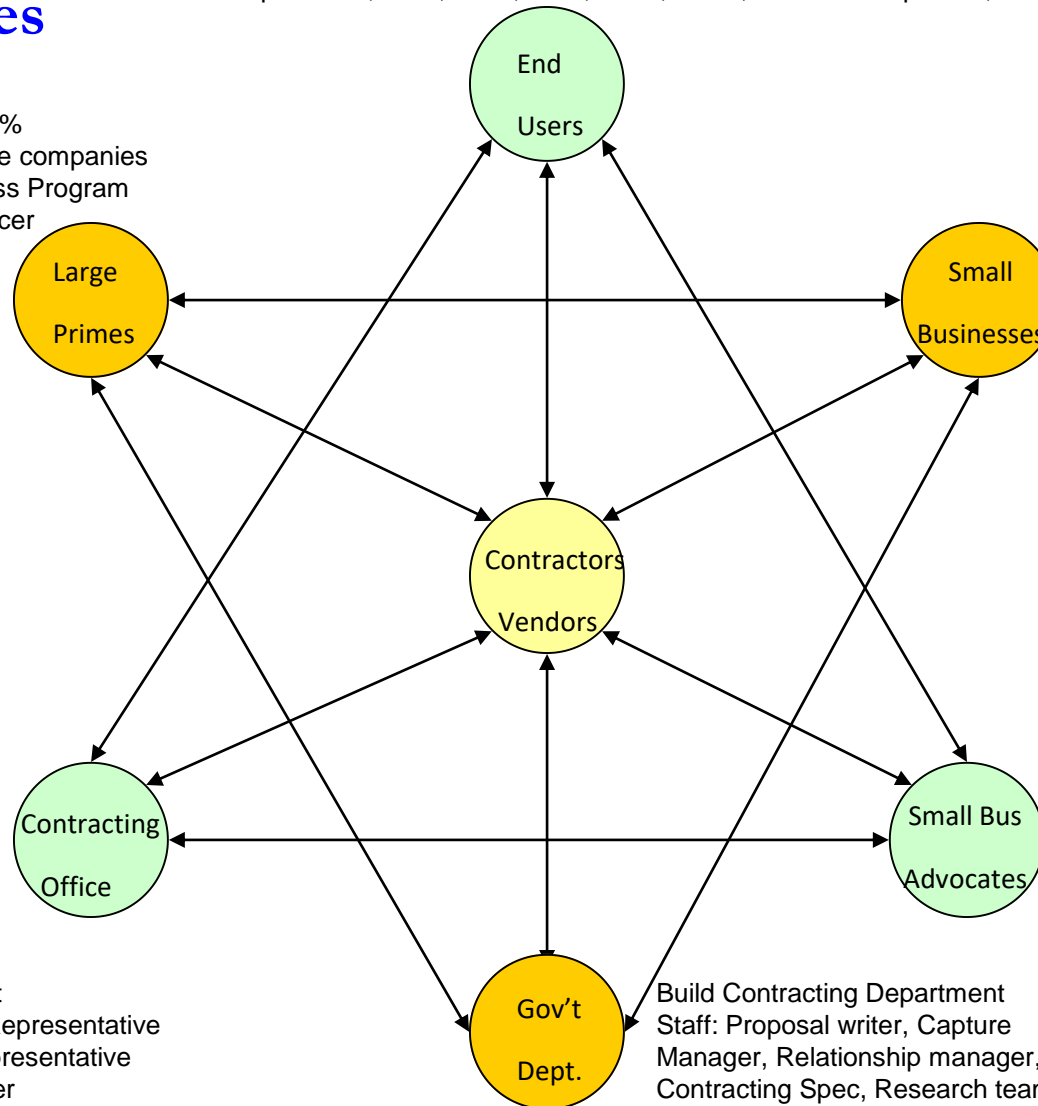 es
End
Users
%
e companies
ss Program
cer
Large
Primes
Small
Businesses
Contractors
Vendors
Contracting
Office
Small Bus
Advocates
Gov't
Dept.
t
epresentative
presentative
er
Build Contracting Department
Staff: Proposal writer, Capture
Manager, Relationship manager,
Contracting Spec, Research team